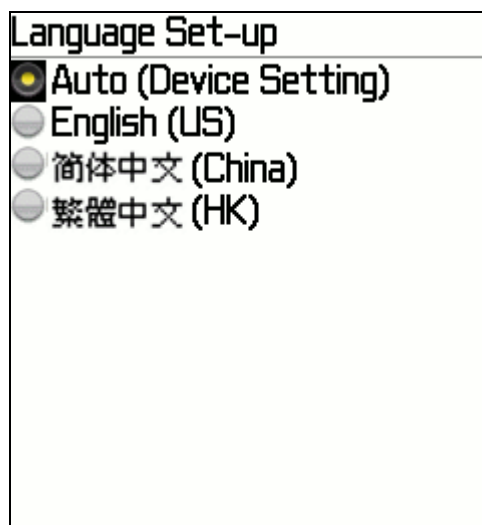 Language Set-up
Auto (Device Setting)
English (US)
简体中文 (China)
繁體中文 (HK)